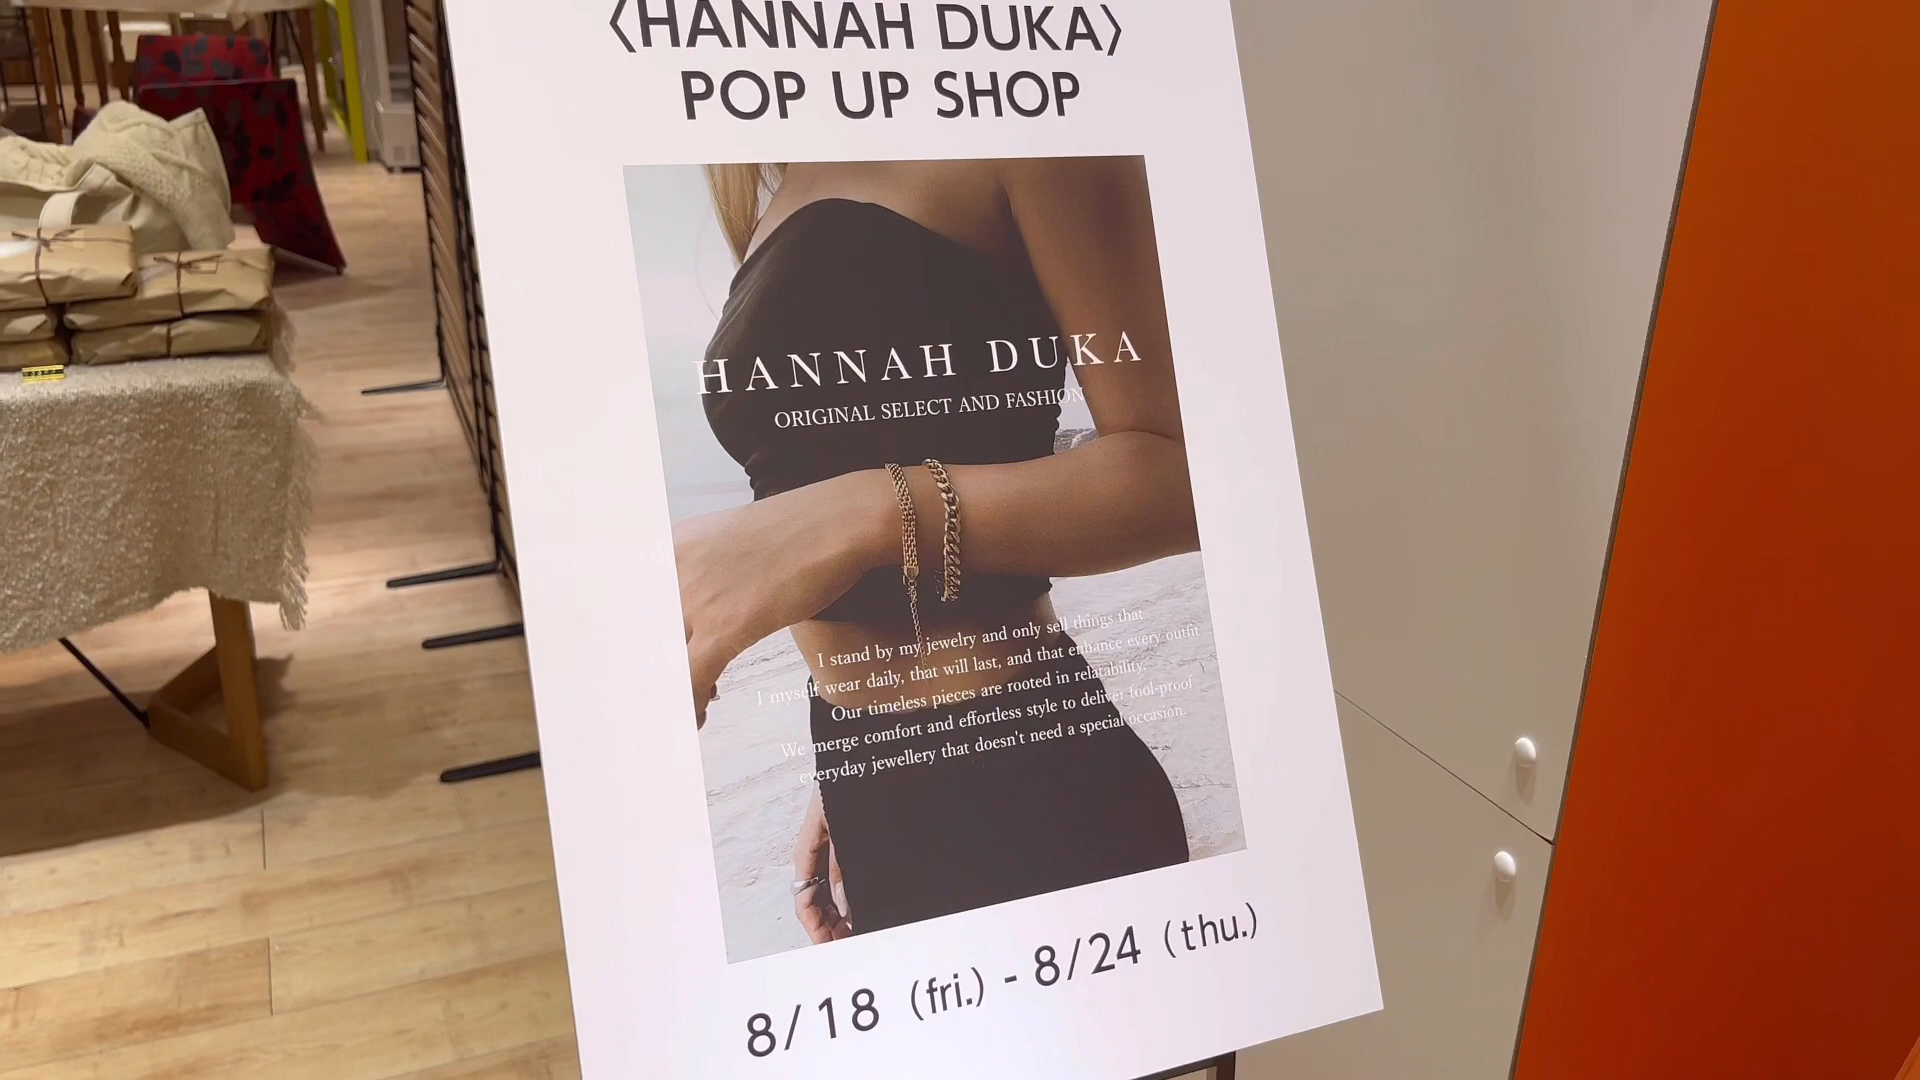 〈HANNAH DUKA〉
POP UP SHOP
HANNAH DUKA
ORIGINAL SELECT AND FASHION
I stand by my jewelry and only sell things that
I myself wear daily, that will last, and that enhance every outfit
Our timeless pieces are rooted in relatability.
We merge comfort and effortless style to deliver fool-proof
everyday jewellery that doesn't need a special occasion.
8/18 (fri.) - 8/24 (thu.)